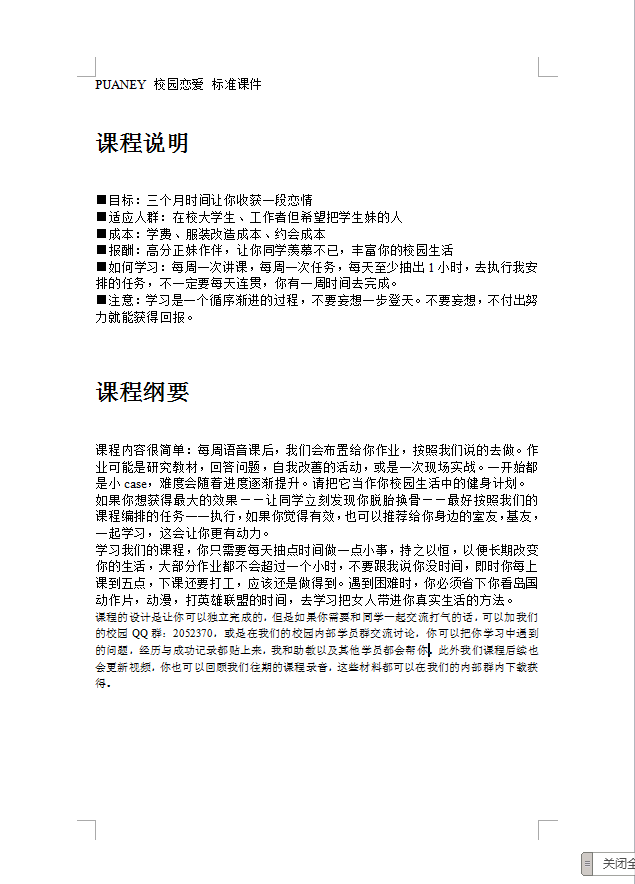 PUANEY 校园恋爱 标准课件
课程说明
■目标：三个月时间让你收获一段恋情
■适应人群：在校大学生、工作者但希望把学生妹的人
■成本：学费、服装改造成本、约会成本
■报酬：高分正妹作伴，让你同学羡慕不已，丰富你的校园生活
■如何学习：每周一次讲课，每周一次任务，每天至少抽出1小时，去执行我安
排的任务，不一定要每天连贯，你有一周时间去完成。
■注意：学习是一个循序渐进的过程，不要妄想一步登天。不要妄想，不付出努
力就能获得回报。
课程纲要
课程内容很简单：每周语音课后，我们会布置给你作业，按照我们说的去做。作
业可能是研究教材，回答问题，自我改善的活动，或是一次现场实战。一开始都
是小 case，难度会随着进度逐渐提升。请把它当作你校园生活中的健身计划。
如果你想获得最大的效果－－让同学立刻发现你脱胎换骨－－最好按照我们的
课程编排的任务一一执行，如果你觉得有效，也可以推荐给你身边的室友，基友，
一起学习，这会让你更有动力。
学习我们的课程，你只需要每天抽点时间做一点小事，持之以恒，以便长期改变
你的生活，大部分作业都不会超过一个小时，不要跟我说你没时间，即时你每上
课到五点，下课还要打工，应该还是做得到。遇到困难时，你必须省下你看岛国
动作片，动漫，打英雄联盟的时间，去学习把女人带进你真实生活的方法。
课程的设计是让你可以独立完成的，但是如果你需要和同学一起交流打气的话，可以加我们
的校园 QQ 群：2052370，或是在我们的校园内部学员群交流讨论，你可以把你学习中遇到
的问题，经历与成功记录都贴上来，我和助教以及其他学员都会帮你，此外我们课程后续也
会更新视频，你也可以回顾我们往期的课程录音，这些材料都可以在我们的内部群内下载获
得。
关闭全